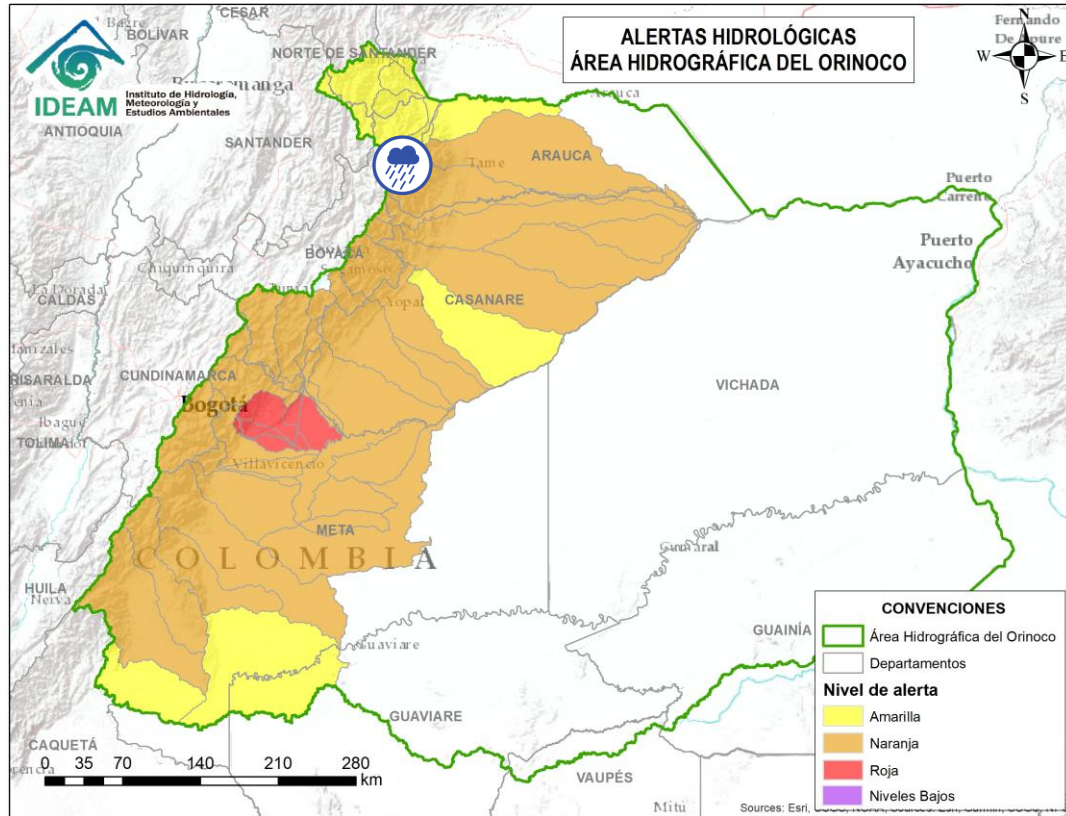 ALERTAS HIDROLÓGICAS
ÁREA HIDROGRÁFICA DEL ORINOCO
N
W
E
S
IDEAM
Instituto de Hidrología,
Meteorología y
Estudios Ambientales
CESAR
BOLÍVAR
NORTE DE SANTANDER
ANTIOQUIA
SANTANDER
Arauca
ARAUCA
Tame
Puerto
Carreño
Puerto
Ayacucho
BOYACÁ
Chiquinquira
La Dorada
CALDAS
Yopal
CASANARE
VICHADA
RISARALDA
CUNDINAMARCA
Bogotá
Ibagué
TOLIMA
Villavicencio
META
COLOMBIA
HUILA
Neiva
GUAINÍA
GUAVIARE
CAQUETÁ
VAUPÉS
Mitú
0 35 70 140 210 280
km
CONVENCIONES
Área Hidrográfica del Orinoco
Departamentos
Nivel de alerta
Amarilla
Naranja
Roja
Niveles Bajos
Sources: Esri,